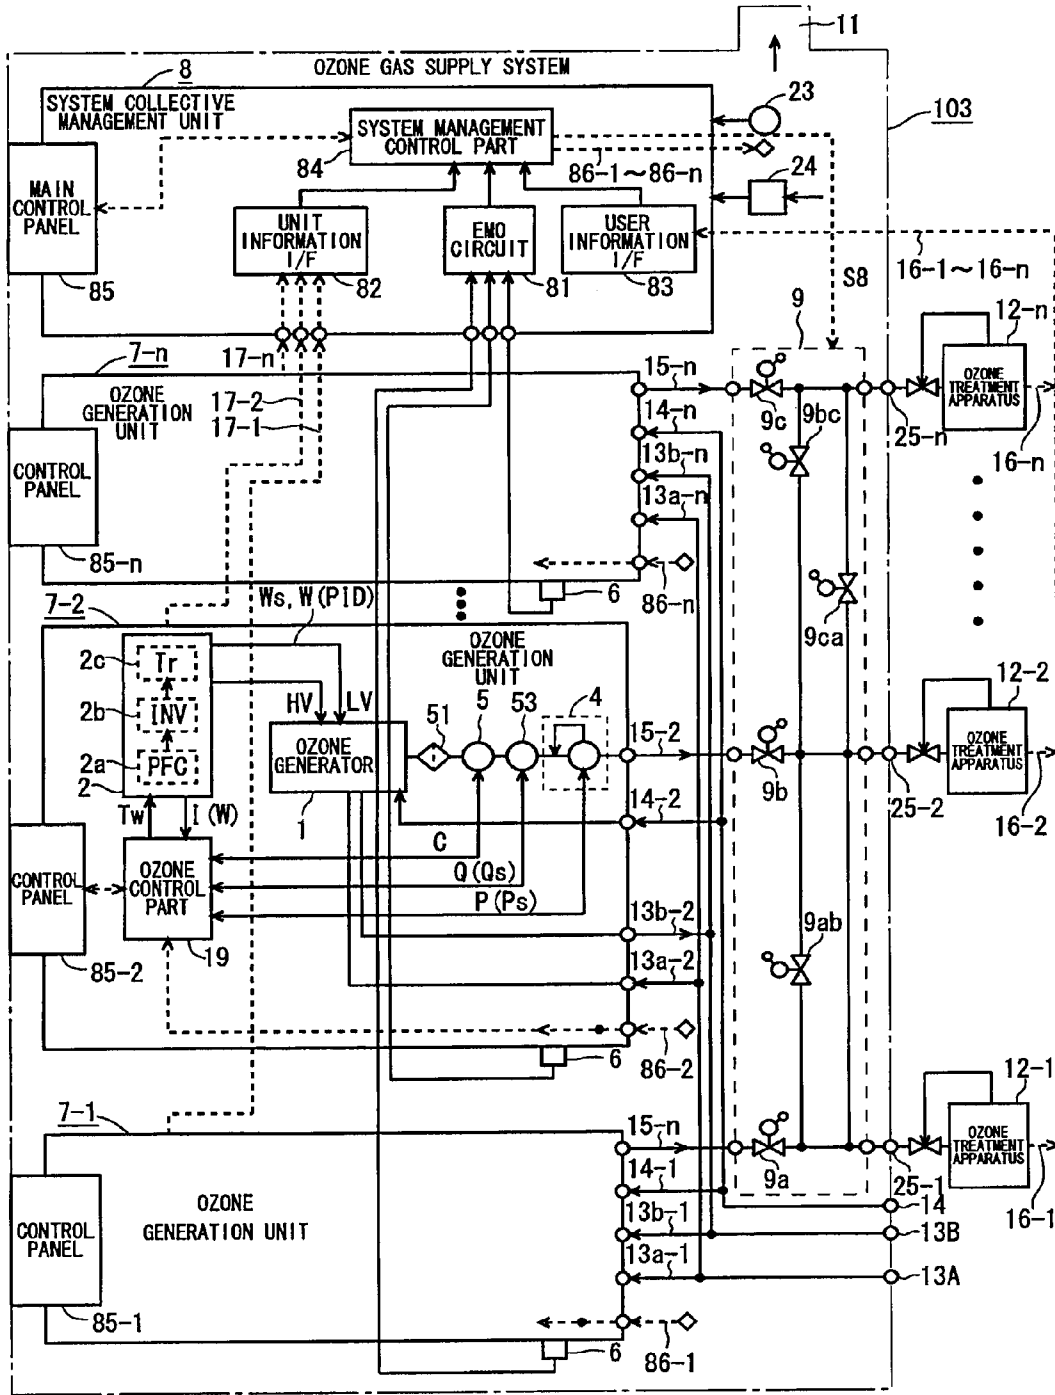 11
OZONE GAS SUPPLY SYSTEM
8
SYSTEM COLLECTIVE
MANAGEMENT UNIT
23
103
SYSTEM MANAGEMENT
CONTROL PART
84
86-1～86-n
24
MAIN
CONTROL
PANEL
85
UNIT
INFORMATION
I/F
82
EMO
CIRCUIT
81
USER
INFORMATION
I/F
83
16-1～16-n
S8
9
12-n
7-n
17-n
17-2
17-1
OZONE
GENERATION
UNIT
CONTROL
PANEL
85-n
15-n
14-n
13b-n
13a-n
9c
9bc
OZONE
TREATMENT
APPARATUS
25-n
16-n
86-n
6
9ca
7-2
Ws, W(PID)
OZONE
GENERATION
UNIT
2c
Tr
2b
INV
2a
PFC
2
HV
LV
OZONE
GENERATOR
1
51
5
53
4
15-2
14-2
9b
12-2
OZONE
TREATMENT
APPARATUS
25-2
16-2
Tw
I(W)
C
Q(Qs)
P(Ps)
CONTROL
PANEL
85-2
OZONE
CONTROL
PART
19
13b-2
13a-2
9ab
86-2
6
7-1
12-1
15-n
14-1
13b-1
13a-1
9a
OZONE
TREATMENT
APPARATUS
25-1
16-1
OZONE
GENERATION UNIT
CONTROL
PANEL
85-1
14
13B
13A
86-1
6